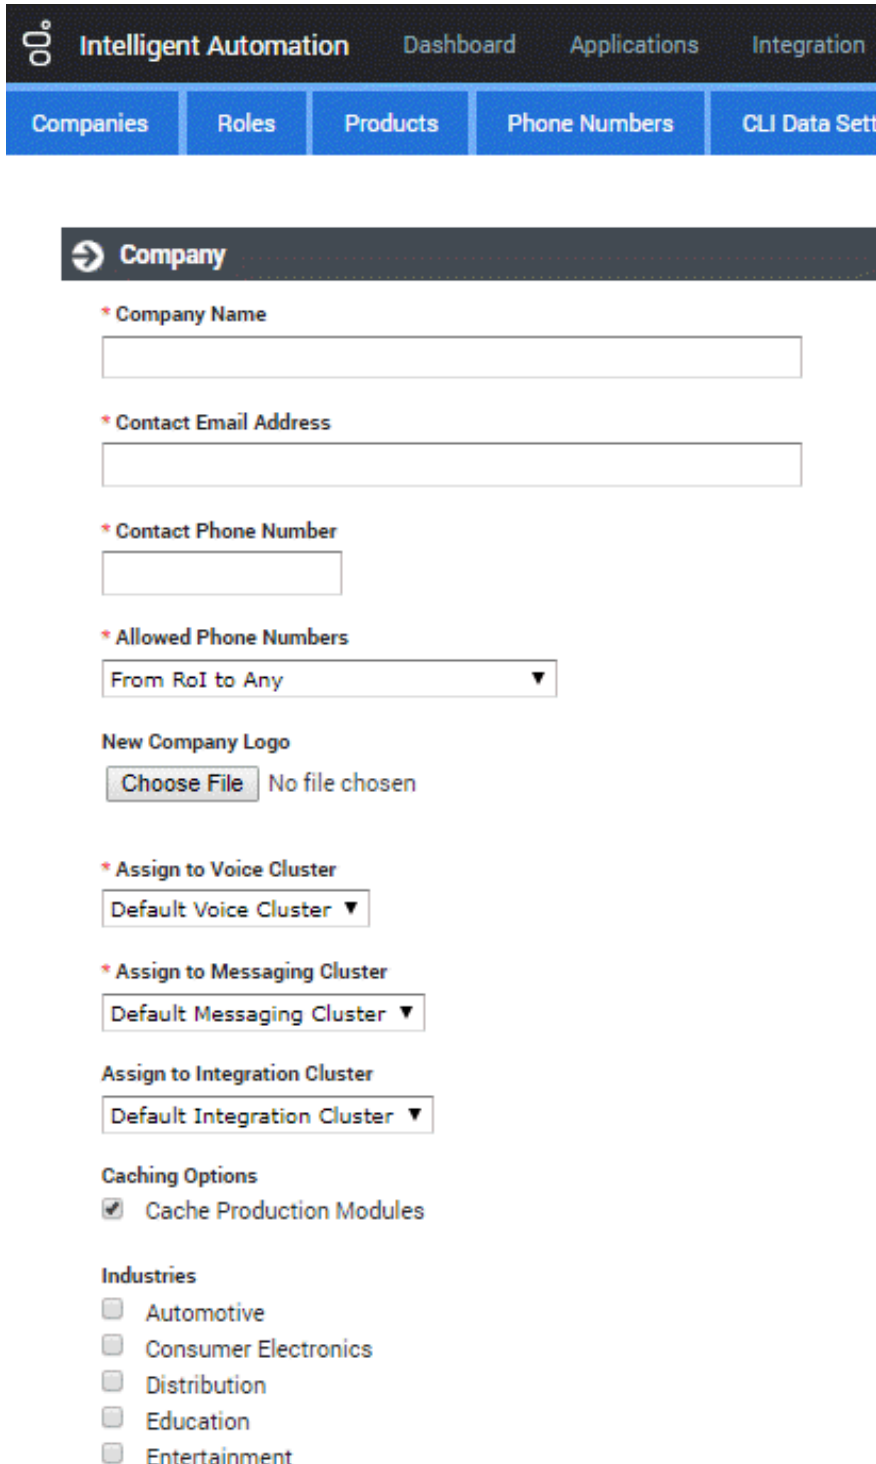 Intelligent Automation Dashboard Applications Integration
Companies Roles Products Phone Numbers CLI Data Sett
Company
* Company Name
* Contact Email Address
* Contact Phone Number
* Allowed Phone Numbers
From RoI to Any
New Company Logo
Choose File No file chosen
* Assign to Voice Cluster
Default Voice Cluster
* Assign to Messaging Cluster
Default Messaging Cluster
Assign to Integration Cluster
Default Integration Cluster
Caching Options
Cache Production Modules
Industries
Automotive
Consumer Electronics
Distribution
Education
Entertainment